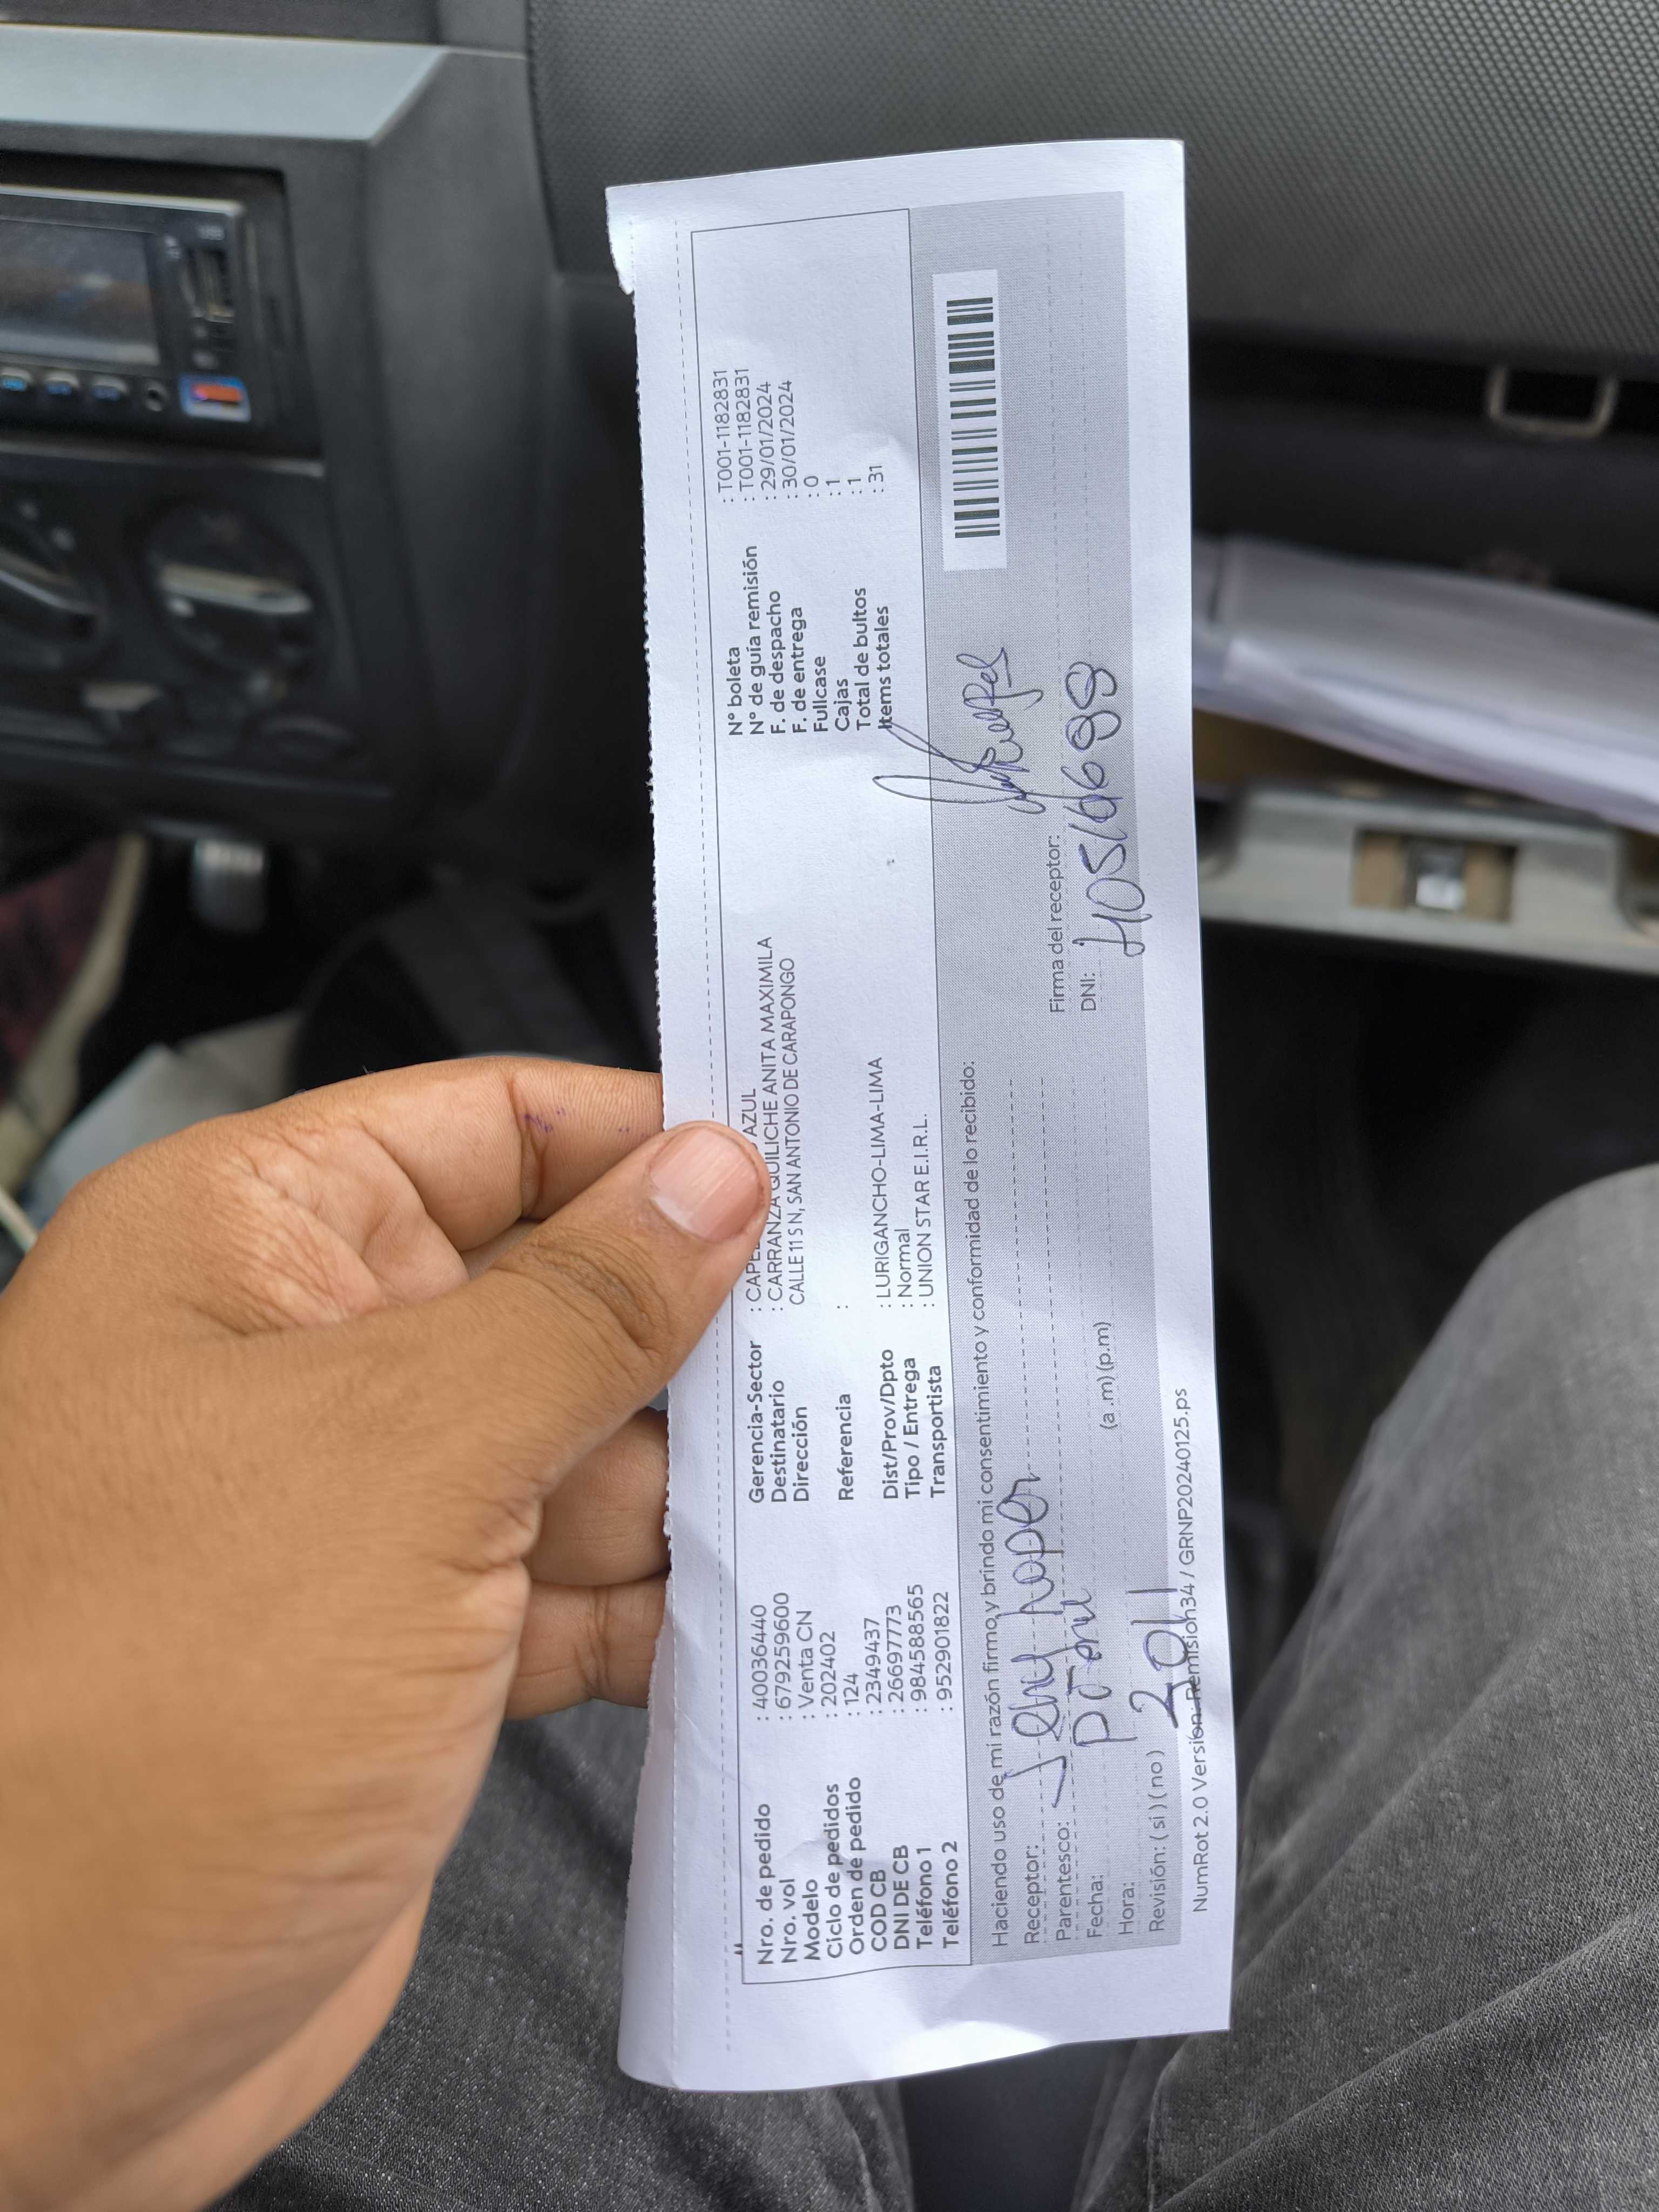 Nro. de pedido : 40036440
Nro. vol : 679259600
Modelo : Venta CN
Ciclo de pedidos : 202402
Orden de pedido : 124
COD CB : 2349437
DNI DE CB : 26697773
Teléfono 1 : 984588565
Teléfono 2 : 952901822
Gerencia-Sector : AZUL
Destinatario : CARRANZA QUILICHE ANITA MAXIMILA
Dirección CALLE 11 S N, SAN ANTONIO DE CARAPONGO
Referencia :
Dist/Prov/Dpto : LURIGANCHO-LIMA-LIMA
Tipo / Entrega : Normal
Transportista : UNION STAR E.I.R.L.
N° boleta : T001-1182831
N° de guía remisión : T001-1182831
F. de despacho : 29/01/2024
F. de entrega : 30/01/2024
Fullcase : 0
Cajas : 1
Total de bultos : 1
Items totales : 31
Haciendo uso de mi razón firmo y brindo mi consentimiento y conformidad de lo recibido:
Receptor:
Parentesco:
Fecha:
Hora: (a .m) (p.m)
Revisión: ( si ) ( no )
Firma del receptor:
DNI:
NumRot 2.0 Versión: Remision34 / GRNP20240125.ps